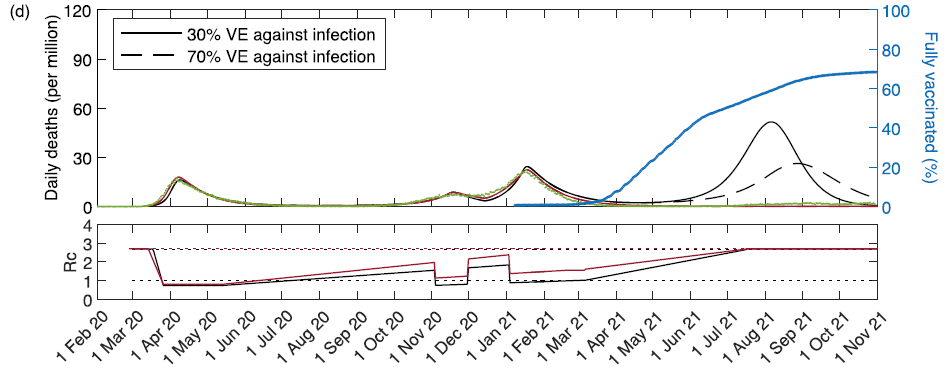 (d)
120
90
60
30
0
Daily deaths (per million)
30% VE against infection
70% VE against infection
100
80
60
40
20
0
Fully vaccinated (%)
4
3
2
1
0
Rc
1 Feb 20
1 Mar 20
1 Apr 20
1 May 20
1 Jun 20
1 Jul 20
1 Aug 20
1 Sep 20
1 Oct 20
1 Nov 20
1 Dec 20
1 Jan 21
1 Feb 21
1 Mar 21
1 Apr 21
1 May 21
1 Jun 21
1 Jul 21
1 Aug 21
1 Sep 21
1 Oct 21
1 Nov 21